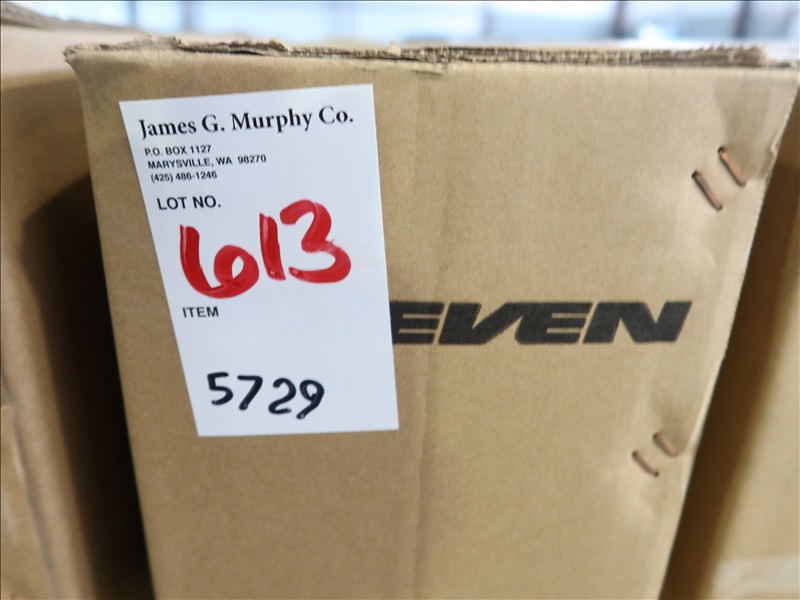 James G. Murphy Co.
P.O. BOX 1127
MARYSVILLE, WA 98270
(425) 486-1246
LOT NO.
613
ITEM
5729
EVEN